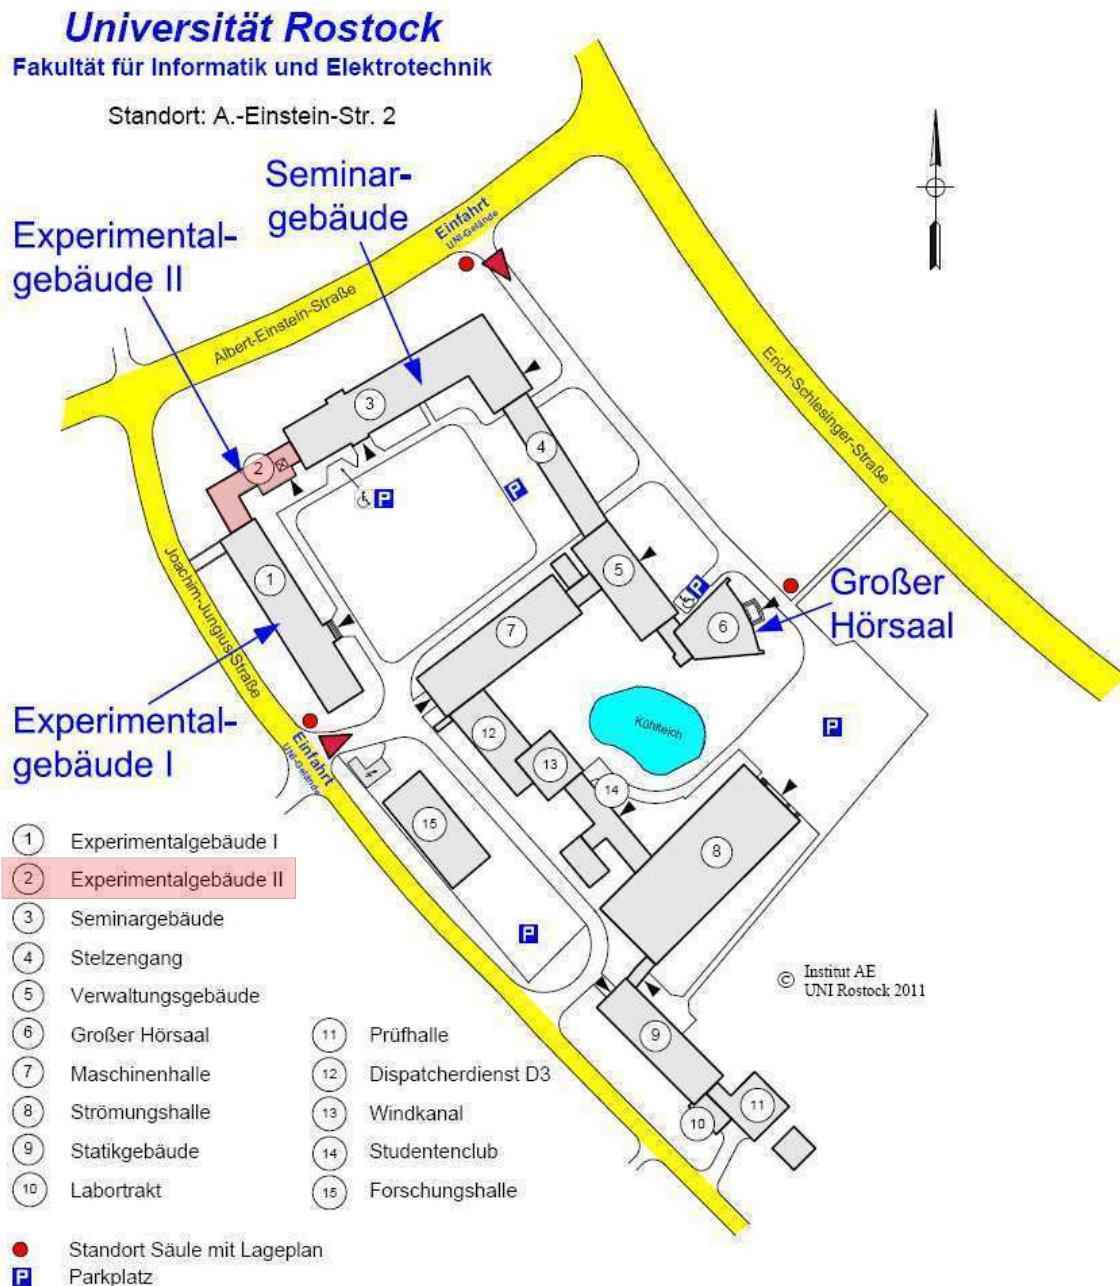 Universität Rostock
Fakultät für Informatik und Elektrotechnik
Standort: A.-Einstein-Str. 2
Seminar-
gebäude
Experimental-
gebäude II
Einfahrt
UNI-Gelände
Albert-Einstein-Straße
Erich-Schlesinger-Straße
3
2
4
P
P
1
5
P
Joachim-Jungius-Straße
Großer
Hörsaal
6
7
Experimental-
gebäude I
Einfahrt
UNI-Gelände
12
Kühlteich
P
13
14
15
8
P
9
10
11
© Institut AE
UNI Rostock 2011
1 Experimentalgebäude I
2 Experimentalgebäude II
3 Seminargebäude
4 Stelzengang
5 Verwaltungsgebäude
6 Großer Hörsaal
7 Maschinenhalle
8 Strömungshalle
9 Statikgebäude
10 Labortrakt
11 Prüfhalle
12 Dispatcherdienst D3
13 Windkanal
14 Studentenclub
15 Forschungshalle
Standort Säule mit Lageplan
P Parkplatz